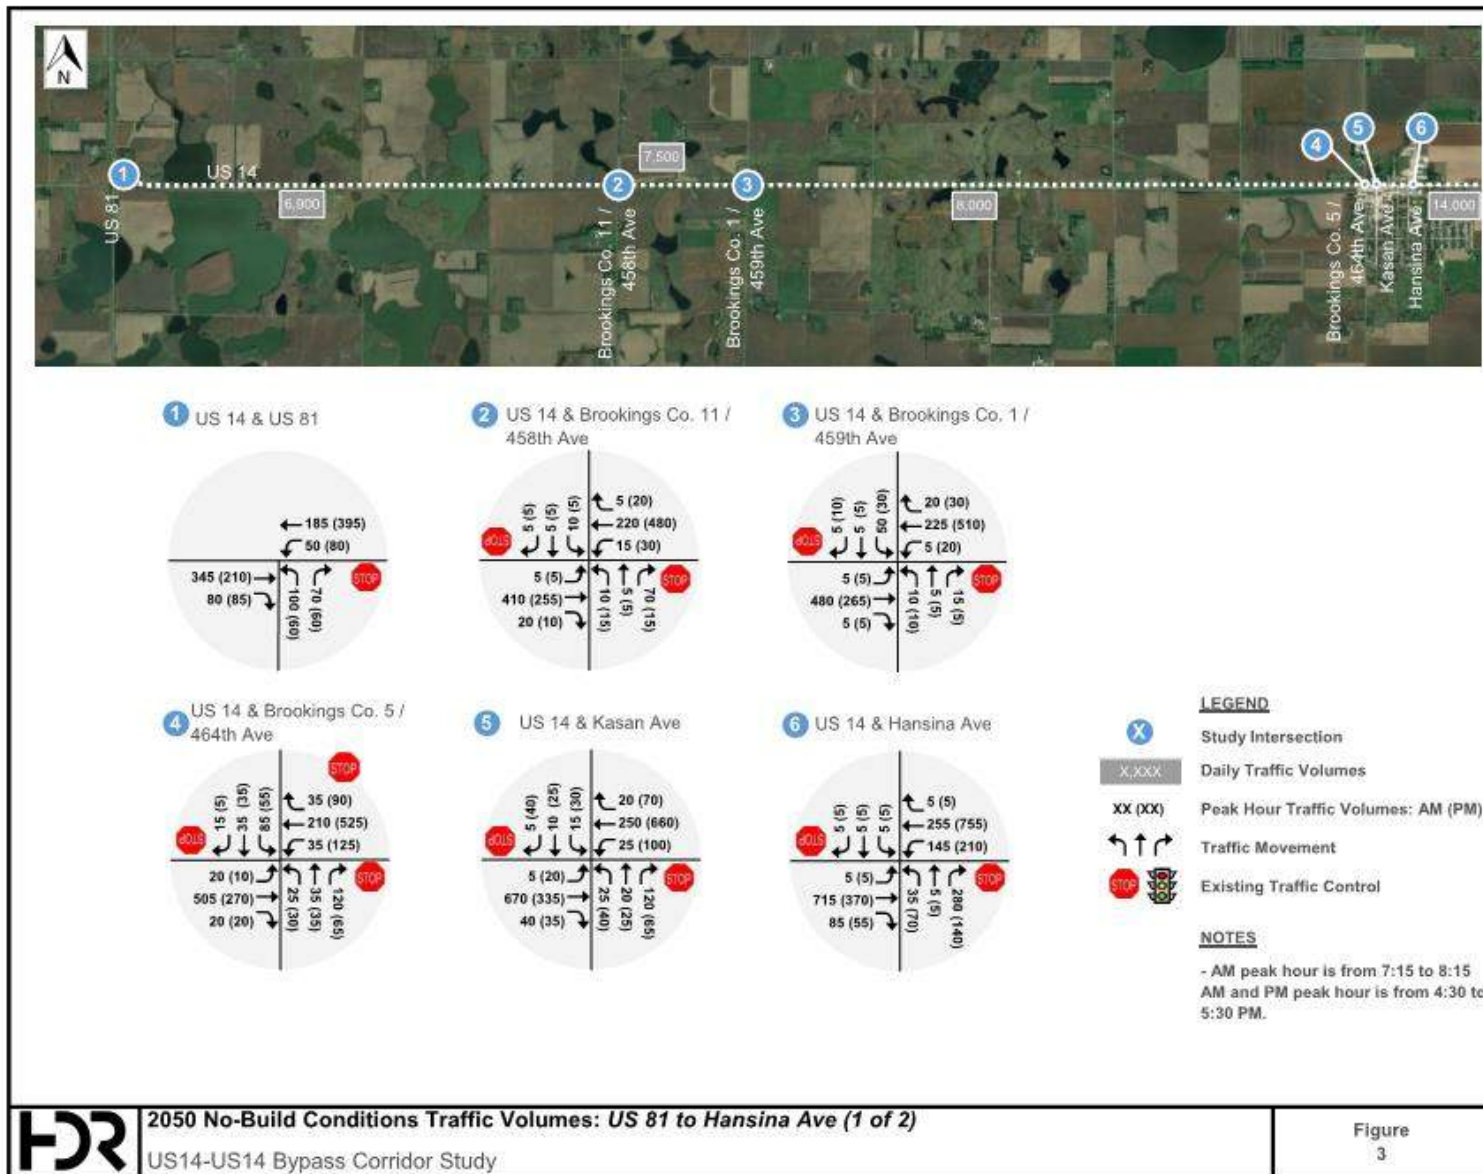 N
1
US 14
US 81
6,900
2
7,500
Brookings Co. 11 /
458th Ave
3
Brookings Co. 1 /
459th Ave
8,000
4
5
6
Brookings Co. 5 /
464th Ave
Kasan Ave
Hansina Ave
14,000
1 US 14 & US 81
185 (395)
50 (80)
345 (210)
80 (85)
100 (60)
70 (60)
STOP
2 US 14 & Brookings Co. 11 /
458th Ave
STOP
5 (5)
5 (5)
10 (5)
5 (20)
220 (480)
15 (30)
5 (5)
410 (255)
20 (10)
10 (15)
5 (5)
70 (15)
STOP
3 US 14 & Brookings Co. 1 /
459th Ave
STOP
5 (10)
5 (5)
50 (30)
20 (30)
225 (510)
5 (20)
5 (5)
480 (265)
5 (5)
10 (10)
5 (5)
15 (5)
STOP
4 US 14 & Brookings Co. 5 /
464th Ave
STOP
STOP
15 (5)
35 (35)
85 (55)
35 (90)
210 (525)
35 (125)
20 (10)
505 (270)
20 (20)
25 (30)
35 (35)
120 (65)
STOP
5 US 14 & Kasan Ave
STOP
5 (40)
10 (25)
15 (30)
20 (70)
250 (660)
25 (100)
5 (20)
670 (335)
40 (35)
25 (40)
20 (25)
120 (65)
STOP
6 US 14 & Hansina Ave
STOP
5 (5)
5 (5)
5 (5)
5 (5)
255 (755)
145 (210)
5 (5)
715 (370)
85 (55)
35 (70)
5 (5)
280 (140)
STOP
LEGEND
X Study Intersection
X,XXX Daily Traffic Volumes
XX (XX) Peak Hour Traffic Volumes: AM (PM)
Traffic Movement
STOP Existing Traffic Control
NOTES
- AM peak hour is from 7:15 to 8:15
AM and PM peak hour is from 4:30 to
5:30 PM.
HDR
2050 No-Build Conditions Traffic Volumes: US 81 to Hansina Ave (1 of 2)
US14-US14 Bypass Corridor Study
Figure
3